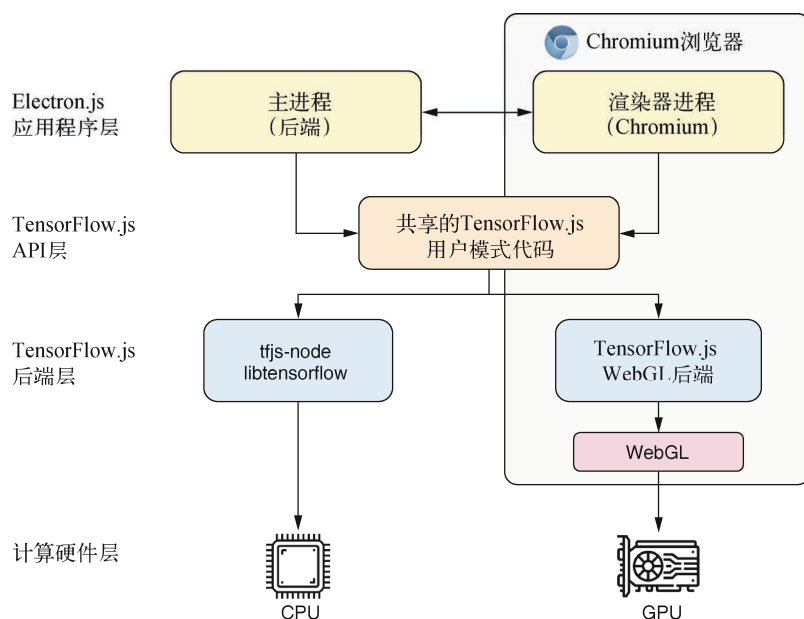 Chromium浏览器
Electron.js
应用程序层
主进程
（后端）
渲染器进程
（Chromium）
TensorFlow.js
API层
共享的TensorFlow.js
用户模式代码
TensorFlow.js
后端层
tfjs-node
libtensorflow
TensorFlow.js
WebGL后端
WebGL
计算硬件层
CPU
GPU